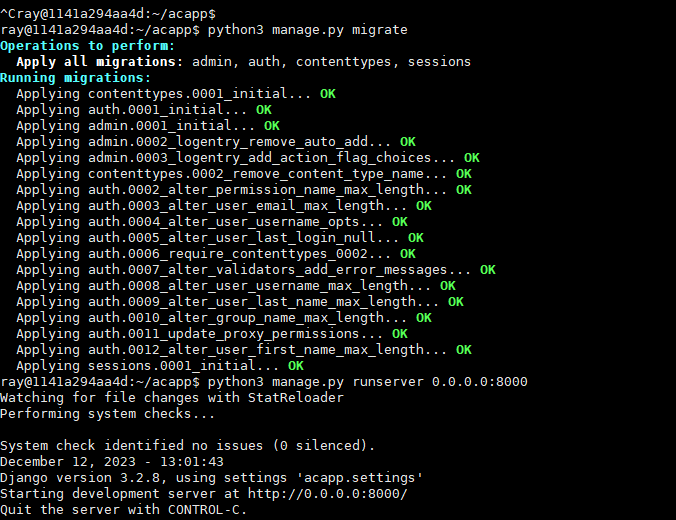 ^Cray@1141a294aa4d:~/acapp$
ray@1141a294aa4d:~/acapp$ python3 manage.py migrate
Operations to perform:
  Apply all migrations: admin, auth, contenttypes, sessions
Running migrations:
  Applying contenttypes.0001_initial... OK
  Applying auth.0001_initial... OK
  Applying admin.0001_initial... OK
  Applying admin.0002_logentry_remove_auto_add... OK
  Applying admin.0003_logentry_add_action_flag_choices... OK
  Applying contenttypes.0002_remove_content_type_name... OK
  Applying auth.0002_alter_permission_name_max_length... OK
  Applying auth.0003_alter_user_email_max_length... OK
  Applying auth.0004_alter_user_username_opts... OK
  Applying auth.0005_alter_user_last_login_null... OK
  Applying auth.0006_require_contenttypes_0002... OK
  Applying auth.0007_alter_validators_add_error_messages... OK
  Applying auth.0008_alter_user_username_max_length... OK
  Applying auth.0009_alter_user_last_name_max_length... OK
  Applying auth.0010_alter_group_name_max_length... OK
  Applying auth.0011_update_proxy_permissions... OK
  Applying auth.0012_alter_user_first_name_max_length... OK
  Applying sessions.0001_initial... OK
ray@1141a294aa4d:~/acapp$ python3 manage.py runserver 0.0.0.0:8000
Watching for file changes with StatReloader
Performing system checks...

System check identified no issues (0 silenced).
December 12, 2023 - 13:01:43
Django version 3.2.8, using settings 'acapp.settings'
Starting development server at http://0.0.0.0:8000/
Quit the server with CONTROL-C.